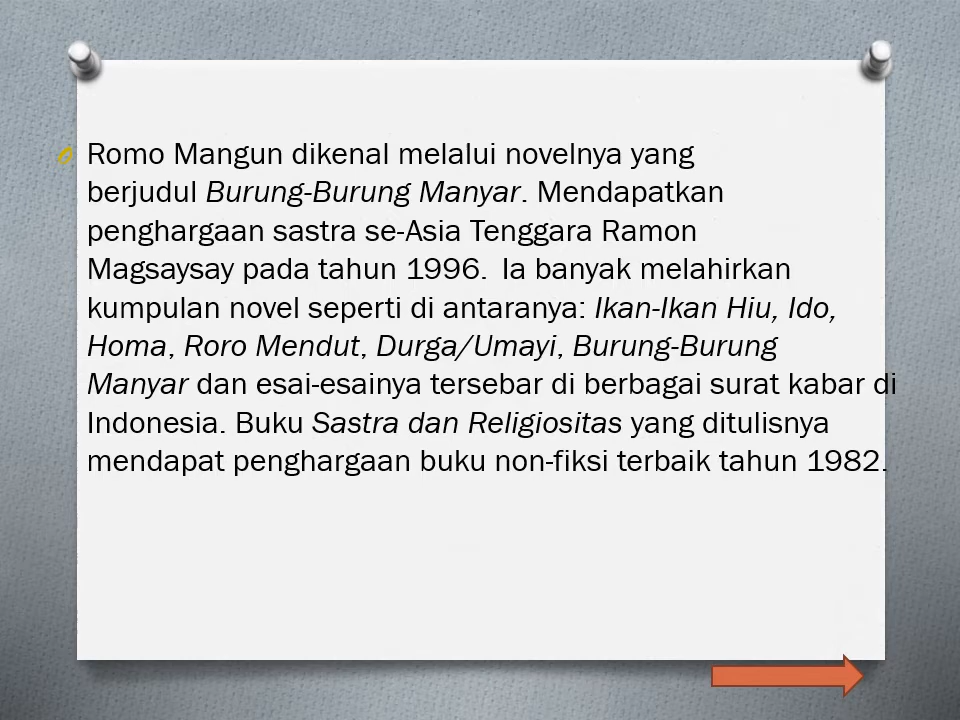 Romo Mangun dikenal melalui novelnya yang
berjudul Burung-Burung Manyar. Mendapatkan
penghargaan sastra se-Asia Tenggara Ramon
Magsaysay pada tahun 1996. Ia banyak melahirkan
kumpulan novel seperti di antaranya: Ikan-Ikan Hiu, Ido,
Homa, Roro Mendut, Durga/Umayi, Burung-Burung
Manyar dan esai-esainya tersebar di berbagai surat kabar di
Indonesia. Buku Sastra dan Religiositas yang ditulisnya
mendapat penghargaan buku non-fiksi terbaik tahun 1982.